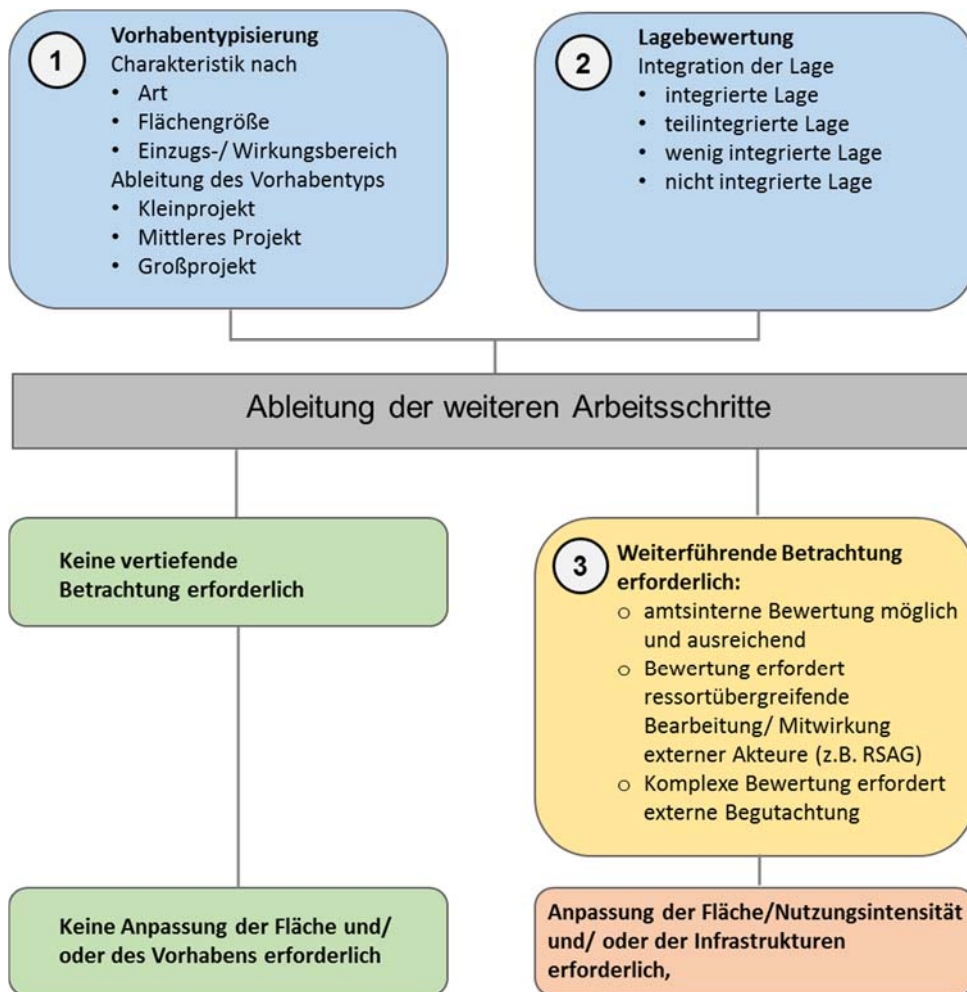 1
Vorhabentypisierung
Charakteristik nach
• Art
• Flächengröße
• Einzugs-/ Wirkungsbereich
Ableitung des Vorhabentyps
• Kleinprojekt
• Mittleres Projekt
• Großprojekt
2
Lagebewertung
Integration der Lage
• integrierte Lage
• teilintegrierte Lage
• wenig integrierte Lage
• nicht integrierte Lage
Ableitung der weiteren Arbeitsschritte
Keine vertiefende
Betrachtung erforderlich
3
Weiterführende Betrachtung
erforderlich:
o amtsinterne Bewertung möglich
und ausreichend
o Bewertung erfordert
ressortübergreifende
Bearbeitung/ Mitwirkung
externer Akteure (z.B. RSAG)
o Komplexe Bewertung erfordert
externe Begutachtung
Keine Anpassung der Fläche und/
oder des Vorhabens erforderlich
Anpassung der Fläche/Nutzungsintensität
und/ oder der Infrastrukturen
erforderlich,